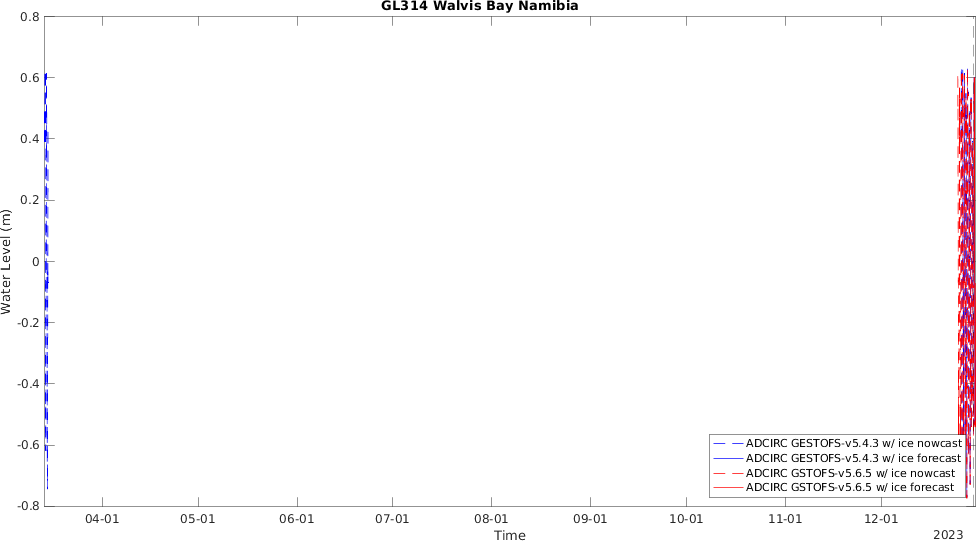 GL314 Walvis Bay Namibia
0.8
0.6
0.4
0.2
0
-0.2
-0.4
-0.6
-0.8
Water Level (m)
ADCIRC GESTOFS-v5.4.3 w/ ice nowcast
ADCIRC GESTOFS-v5.4.3 w/ ice forecast
ADCIRC GSTOFS-v5.6.5 w/ ice nowcast
ADCIRC GSTOFS-v5.6.5 w/ ice forecast
04-01 05-01 06-01 07-01 08-01 09-01 10-01 11-01 12-01
Time
2023